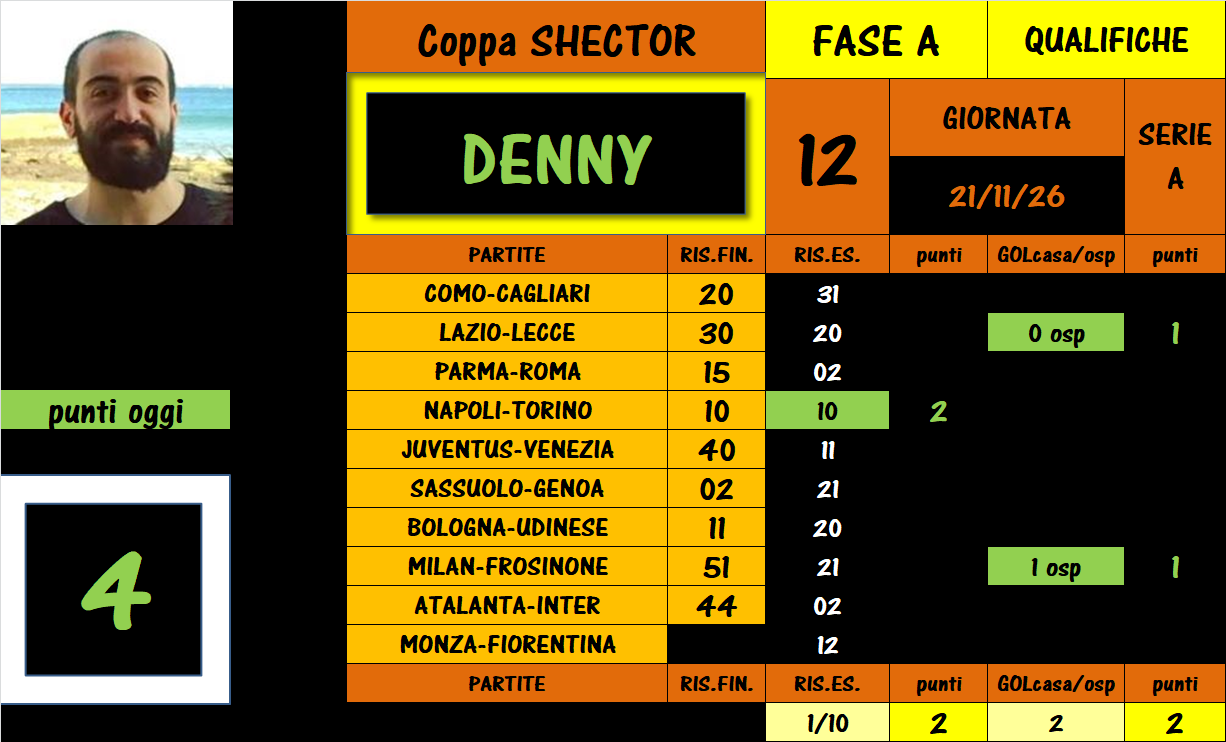 Coppa SHECTOR FASE A QUALIFICHE
DENNY 12 GIORNATA SERIE A
21/11/26
PARTITE RIS.FIN. RIS.ES. punti GOLcasa/osp punti
COMO-CAGLIARI 20 31
LAZIO-LECCE 30 20 0 osp 1
PARMA-ROMA 15 02
punti oggi
NAPOLI-TORINO 10 10 2
JUVENTUS-VENEZIA 40 11
SASSUOLO-GENOA 02 21
BOLOGNA-UDINESE 11 20
4
MILAN-FROSINONE 51 21 1 osp 1
ATALANTA-INTER 44 02
MONZA-FIORENTINA 12
PARTITE RIS.FIN. RIS.ES. punti GOLcasa/osp punti
1/10 2 2 2